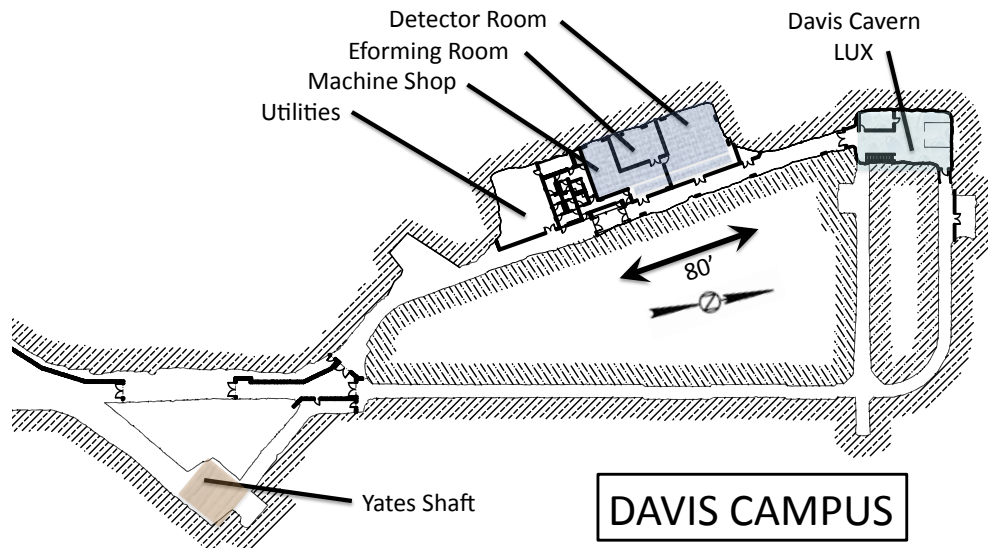 Detector Room
Eforming Room
Machine Shop
Utilities
Davis Cavern
LUX
80’
Yates Shaft
DAVIS CAMPUS